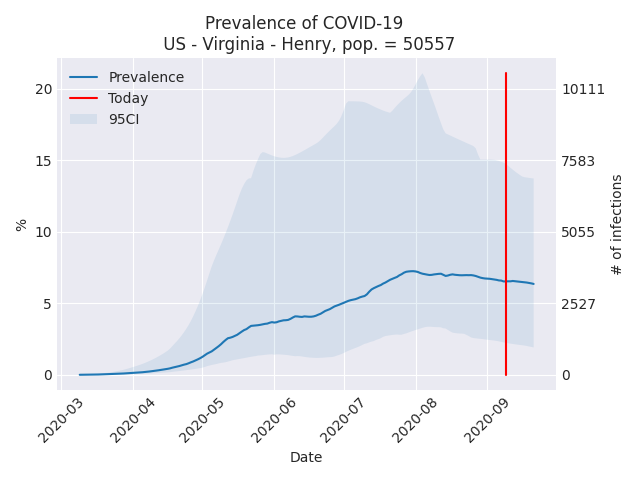 Prevalence of COVID-19
US - Virginia - Henry, pop. = 50557
Prevalence
Today
95CI
%
20
15
10
5
0
10111
7583
5055
2527
0
# of infections
2020-03
2020-04
2020-05
2020-06
2020-07
2020-08
2020-09
Date